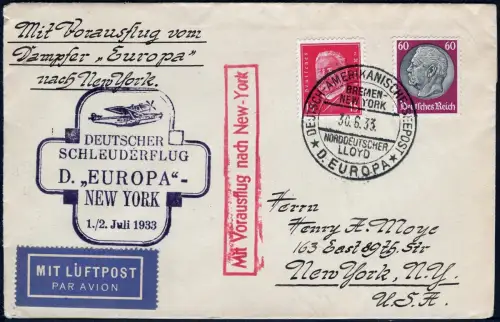 Mit Vorausflug vom
Dampfer „Europa"
nach New York.
DEUTSCHER
SCHLEUDERFLUG
D. „EUROPA"-
NEW YORK
1./2. Juli 1933
MIT LUFTPOST
PAR AVION
Mit Vorausflug nach New-York
60 60
Deutsches Reich
DEUTSCH-AMERIKANISCHE SEEPOST
BREMEN-
NEW YORK
30.6.33.
NORDDEUTSCHER
LLOYD
★ D. EUROPA ★
Herrn
Henry A. Moye
163 East 89th. Str
New York, N.Y.
U.S.A.